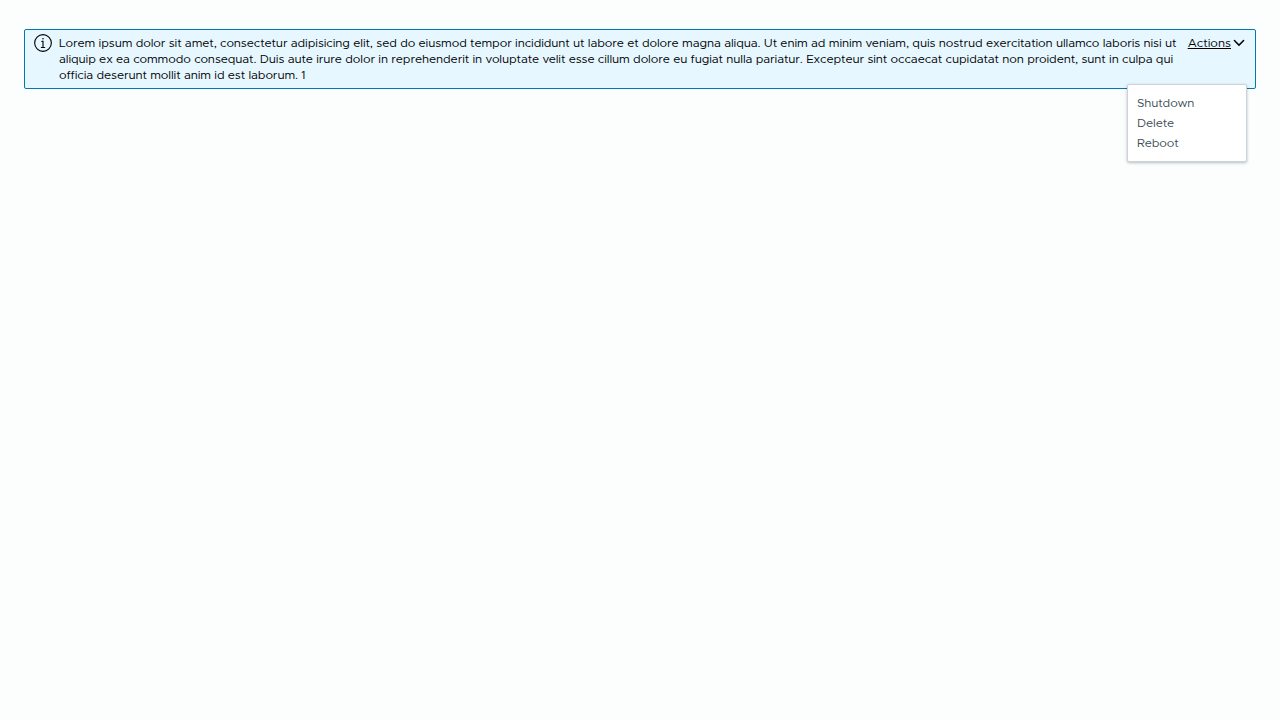 Lorem ipsum dolor sit amet, consectetur adipisicing elit, sed do eiusmod tempor incididunt ut labore et dolore magna aliqua. Ut enim ad minim veniam, quis nostrud exercitation ullamco laboris nisi ut
aliquip ex ea commodo consequat. Duis aute irure dolor in reprehenderit in voluptate velit esse cillum dolore eu fugiat nulla pariatur. Excepteur sint occaecat cupidatat non proident, sunt in culpa qui
officia deserunt mollit anim id est laborum. 1
Actions
Shutdown
Delete
Reboot